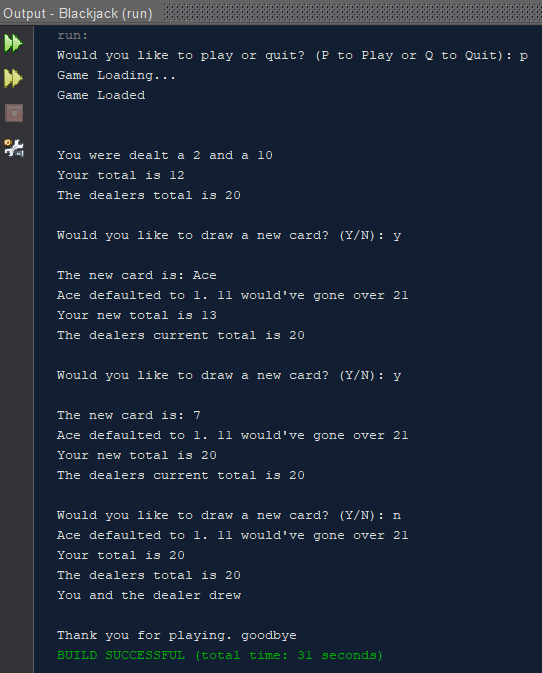 Output - Blackjack (run)
run:
Would you like to play or quit? (P to Play or Q to Quit): p
Game Loading...
Game Loaded
You were dealt a 2 and a 10
Your total is 12
The dealers total is 20
Would you like to draw a new card? (Y/N): y
The new card is: Ace
Ace defaulted to 1. 11 would've gone over 21
Your new total is 13
The dealers current total is 20
Would you like to draw a new card? (Y/N): y
The new card is: 7
Ace defaulted to 1. 11 would've gone over 21
Your new total is 20
The dealers current total is 20
Would you like to draw a new card? (Y/N): n
Ace defaulted to 1. 11 would've gone over 21
Your total is 20
The dealers total is 20
You and the dealer drew
Thank you for playing. goodbye
BUILD SUCCESSFUL (total time: 31 seconds)